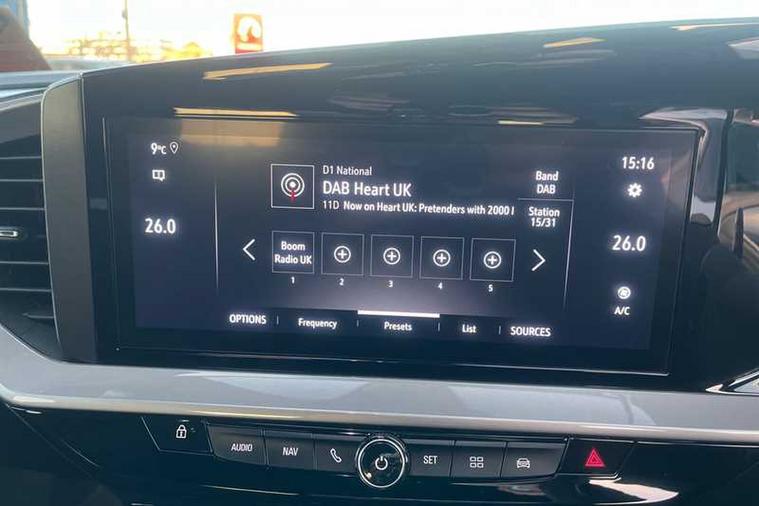 9°C
15:16
D1 National
DAB Heart UK
11D Now on Heart UK: Pretenders with 2000
Band
DAB
Station
15/31
26.0
26.0
Boom
Radio UK
1
2
3
4
5
A/C
OPTIONS
Frequency
Presets
List
SOURCES
AUDIO
NAV
SET